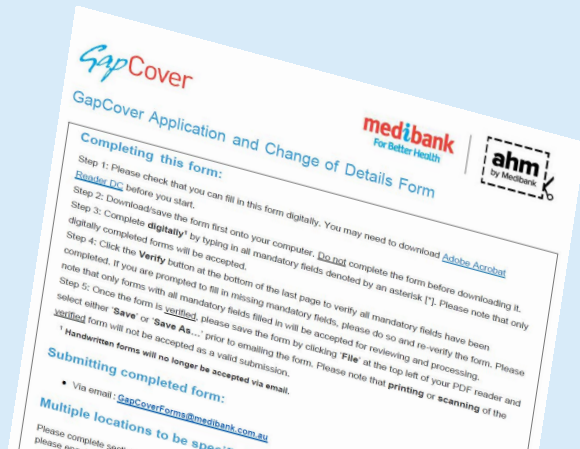 GapCover
medibank
For Better Health
ahm
by Medibank
GapCover Application and Change of Details Form
Completing this form:
Step 1: Please check that you can fill in this form digitally. You may need to download Adobe Acrobat
Reader DC before you start.
Step 2: Download/save the form first onto your computer. Do not complete the form before downloading it.
Step 3: Complete digitally¹ by typing in all mandatory fields denoted by an asterisk [*]. Please note that only
digitally completed forms will be accepted.
Step 4: Click the Verify button at the bottom of the last page to verify all mandatory fields have been
completed. If you are prompted to fill in missing mandatory fields, please do so and re-verify the form. Please
note that only forms with all mandatory fields filled in will be accepted for reviewing and processing.
Step 5: Once the form is verified, please save the form by clicking 'File' at the top left of your PDF reader and
select either 'Save' or 'Save As...' prior to emailing the form. Please note that printing or scanning of the
verified form will not be accepted as a valid submission.
¹ Handwritten forms will no longer be accepted via email.
Submitting completed form:
• Via email: GapCoverForms@medibank.com.au
Multiple locations to be
Please complete
please